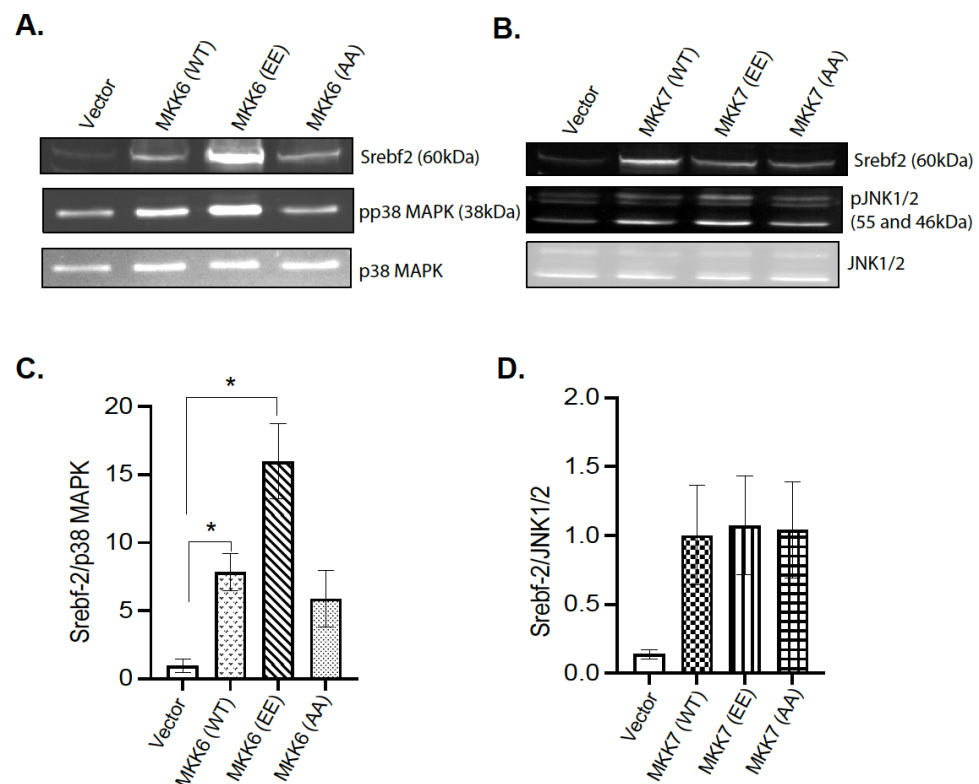 A.
Vector
MKK6 (WT)
MKK6 (EE)
MKK6 (AA)
Srebf2 (60kDa)
pp38 MAPK (38kDa)
p38 MAPK
B.
Vector
MKK7 (WT)
MKK7 (EE)
MKK7 (AA)
Srebf2 (60kDa)
pJNK1/2
(55 and 46kDa)
JNK1/2
C.
Srebf-2/p38 MAPK
20
15
10
5
0
*
*
Vector
MKK6 (WT)
MKK6 (EE)
MKK6 (AA)
D.
Srebf-2/JNK1/2
2.0
1.5
1.0
0.5
0.0
Vector
MKK7 (WT)
MKK7 (EE)
MKK7 (AA)